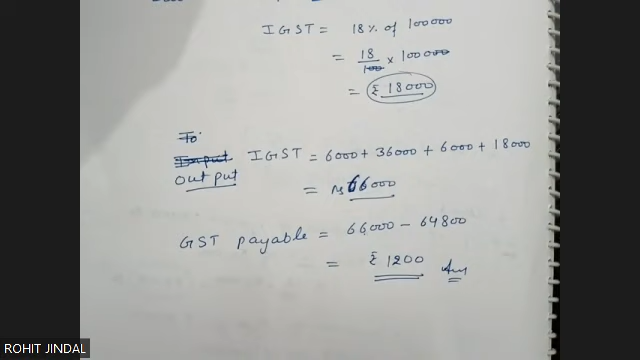 IGST = 18% of 100000
= 18/100 × 100000
= ₹ 18000
To
Input IGST = 6000 + 36000 + 6000 + 18000
output
= Rs 66000
GST payable = 66000 - 64800
= ₹ 1200 Ans
ROHIT JINDAL